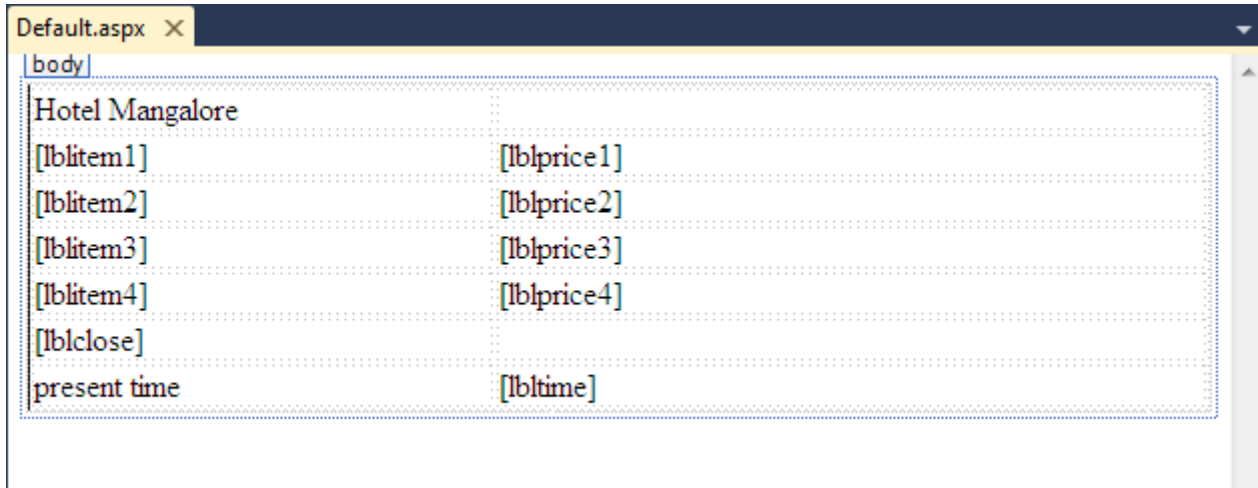 Default.aspx
body
Hotel Mangalore
[lblitem1] [lblprice1]
[lblitem2] [lblprice2]
[lblitem3] [lblprice3]
[lblitem4] [lblprice4]
[lblclose]
present time [lbltime]